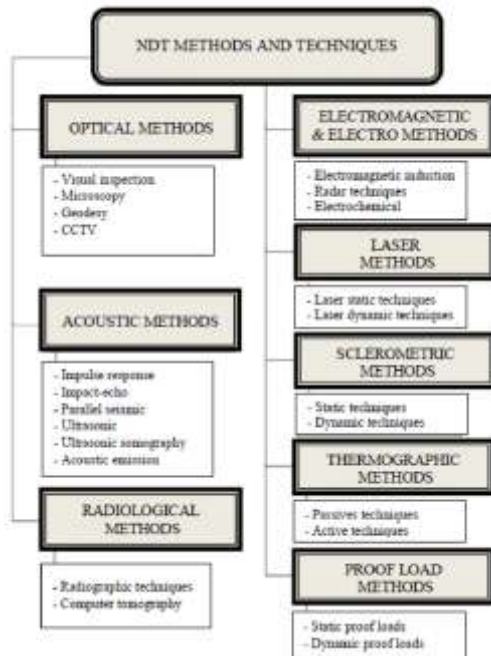 NDT METHODS AND TECHNIQUES
OPTICAL METHODS
- Visual inspection
- Microscopy
- Geodesy
- CCTV
ACOUSTIC METHODS
- Impulse response
- Impact-echo
- Parallel seismic
- Ultrasonic
- Ultrasonic tomography
- Acoustic emission
RADIOLOGICAL
METHODS
- Radiographic techniques
- Computer tomography
ELECTROMAGNETIC
& ELECTRO METHODS
- Electromagnetic induction
- Radar techniques
- Electrochemical
LASER
METHODS
- Laser static techniques
- Laser dynamic techniques
SCLEROMETRIC
METHODS
- Static techniques
- Dynamic techniques
THERMOGRAPHIC
METHODS
- Passives techniques
- Active techniques
PROOF LOAD
METHODS
- Static proof loads
- Dynamic proof loads